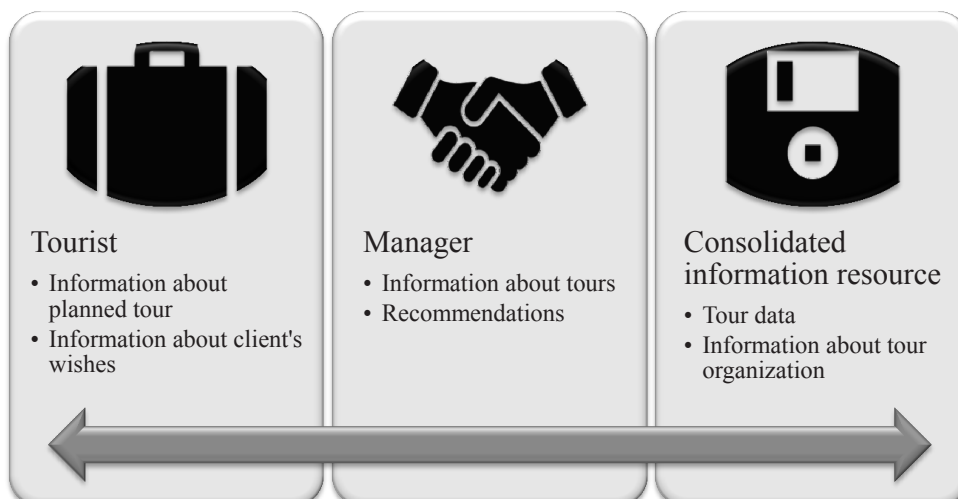 Tourist
• Information about
planned tour
• Information about client's
wishes
Manager
• Information about tours
• Recommendations
Consolidated
information resource
• Tour data
• Information about tour
organization